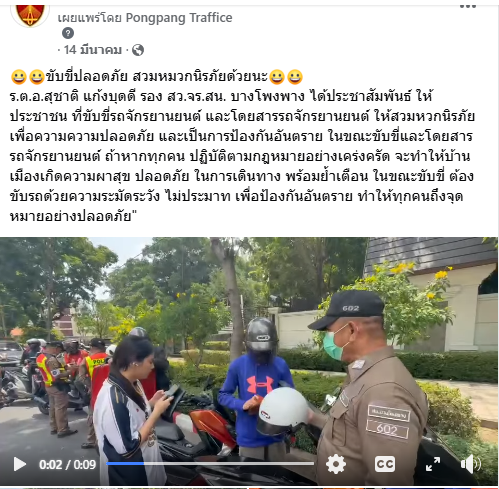 เผยแพร่โดย Pongpang Traffice
· 14 มีนาคม ·
😀😀ขับขี่ปลอดภัย สวมหมวกนิรภัยด้วยนะ😀😀
ร.ต.อ.สุชาติ แก้งบุดดี รอง สว.จร.สน. บางโพงพาง ได้ประชาสัมพันธ์ ให้
ประชาชน ที่ขับขี่รถจักรยานยนต์ และโดยสารรถจักรยานยนต์ ให้สวมหวกนิรภัย
เพื่อความความปลอดภัย และเป็นการป้องกันอันตราย ในขณะขับขี่และโดยสาร
รถจักรยานยนต์ ถ้าหากทุกคน ปฏิบัติตามกฎหมายอย่างเคร่งครัด จะทำให้บ้าน
เมืองเกิดความผาสุข ปลอดภัย ในการเดินทาง พร้อมย้ำเตือน ในขณะขับขี่ ต้อง
ขับรถด้วยความระมัดระวัง ไม่ประมาท เพื่อป้องกันอันตราย ทำให้ทุกคนถึงจุด
หมายอย่างปลอดภัย"
602
602
0:02 / 0:09
CC